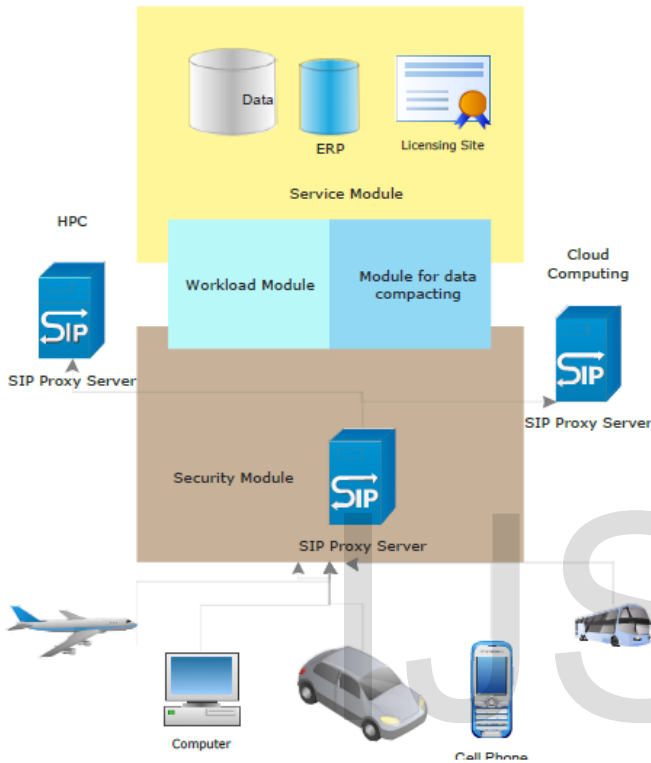 Data
ERP
Licensing Site
Service Module
HPC
Workload Module
Module for data
compacting
Cloud
Computing
SIP
SIP Proxy Server
SIP
SIP Proxy Server
Security Module
SIP
SIP Proxy Server
IJS
Computer
Cell Phone